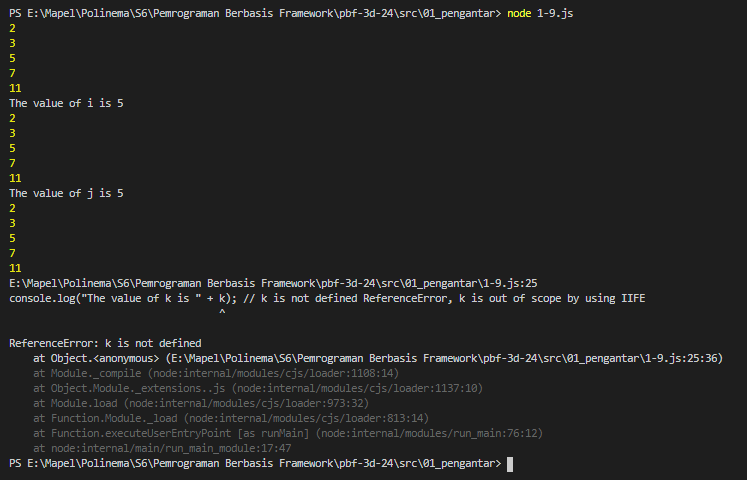 PS E:\Mapel\Polinema\S6\Pemrograman Berbasis Framework\pbf-3d-24\src\01_pengantar> node 1-9.js
2
3
5
7
11
The value of i is 5
2
3
5
7
11
The value of j is 5
2
3
5
7
11
E:\Mapel\Polinema\S6\Pemrograman Berbasis Framework\pbf-3d-24\src\01_pengantar\1-9.js:25
console.log("The value of k is " + k); // k is not defined ReferenceError, k is out of scope by using IIFE
                                   ^
ReferenceError: k is not defined
    at Object.<anonymous> (E:\Mapel\Polinema\S6\Pemrograman Berbasis Framework\pbf-3d-24\src\01_pengantar\1-9.js:25:36)
    at Module._compile (node:internal/modules/cjs/loader:1108:14)
    at Object.Module._extensions..js (node:internal/modules/cjs/loader:1137:10)
    at Module.load (node:internal/modules/cjs/loader:973:32)
    at Function.Module._load (node:internal/modules/cjs/loader:813:14)
    at Function.executeUserEntryPoint [as runMain] (node:internal/modules/run_main:76:12)
    at node:internal/main/run_main_module:17:47
PS E:\Mapel\Polinema\S6\Pemrograman Berbasis Framework\pbf-3d-24\src\01_pengantar>